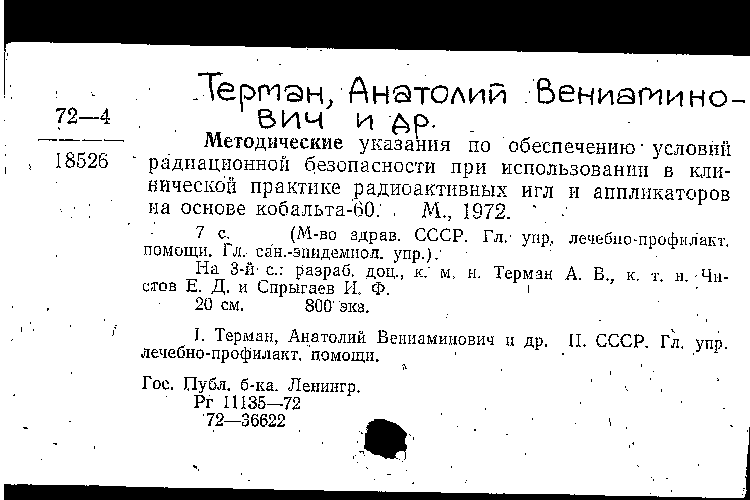 Терман, Анатолий Вениамино-
вич и др.
72—4
18526
Методические указания по обеспечению условий
радиационной безопасности при использовании в кли-
нической практике радиоактивных игл и аппликаторов
на основе кобальта-60. М., 1972.
7 с. (М-во здрав. СССР. Гл. упр. лечебно-профилакт.
помощи. Гл. сан.-эпидемиол. упр.).
На 3-й с.: разраб. доц., к. м. н. Терман А. В., к. т. н. Чи-
стов Е. Д. и Спрыгаев И. Ф.
20 см. 800 экз.
I. Терман, Анатолий Вениаминович и др. II. СССР. Гл. упр.
лечебно-профилакт. помощи.
Гос. Публ. б-ка. Ленингр.
Рг 11135—72
72—36622